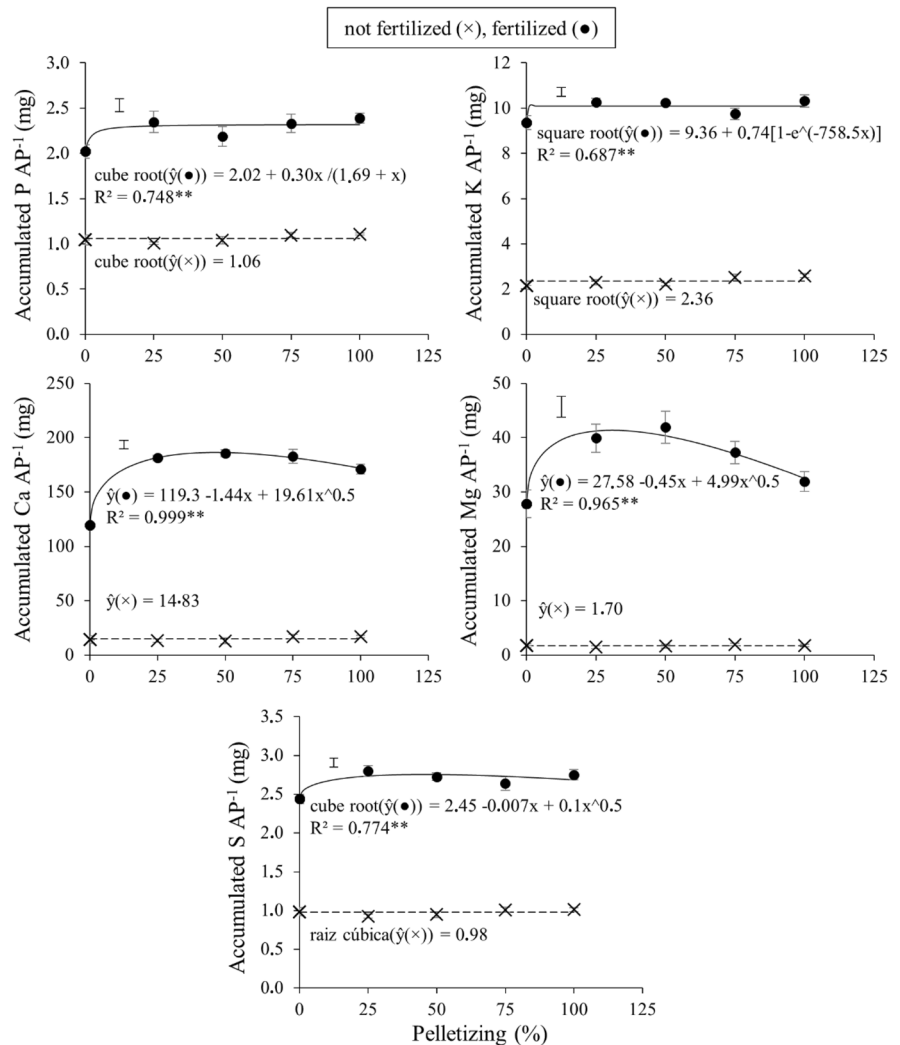 not fertilized (×), fertilized (●)
Accumulated P AP⁻¹ (mg)
3.0
2.5
2.0
1.5
1.0
0.5
0.0
cube root(ŷ(●)) = 2.02 + 0.30x /(1.69 + x)
R² = 0.748**
cube root(ŷ(×)) = 1.06
0 25 50 75 100 125
Accumulated K AP⁻¹ (mg)
12
10
8
6
4
2
0
square root(ŷ(●)) = 9.36 + 0.74[1-e^(-758.5x)]
R² = 0.687**
square root(ŷ(×)) = 2.36
0 25 50 75 100 125
Accumulated Ca AP⁻¹ (mg)
250
200
150
100
50
0
ŷ(●) = 119.3 -1.44x + 19.61x^0.5
R² = 0.999**
ŷ(×) = 14.83
0 25 50 75 100 125
Accumulated Mg AP⁻¹ (mg)
50
40
30
20
10
0
ŷ(●) = 27.58 -0.45x + 4.99x^0.5
R² = 0.965**
ŷ(×) = 1.70
0 25 50 75 100 125
Accumulated S AP⁻¹ (mg)
3.5
3.0
2.5
2.0
1.5
1.0
0.5
0.0
cube root(ŷ(●)) = 2.45 -0.007x + 0.1x^0.5
R² = 0.774**
raiz cúbica(ŷ(×)) = 0.98
0 25 50 75 100 125
Pelletizing (%)